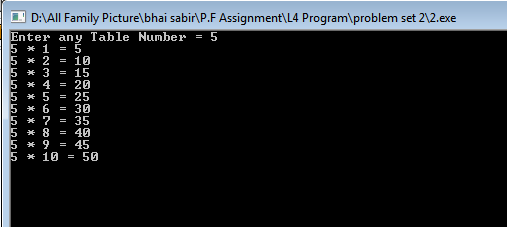 D:\All Family Picture\bhai sabir\P.F Assignment\L4 Program\problem set 2\2.exe
Enter any Table Number = 5
5 * 1 = 5
5 * 2 = 10
5 * 3 = 15
5 * 4 = 20
5 * 5 = 25
5 * 6 = 30
5 * 7 = 35
5 * 8 = 40
5 * 9 = 45
5 * 10 = 50